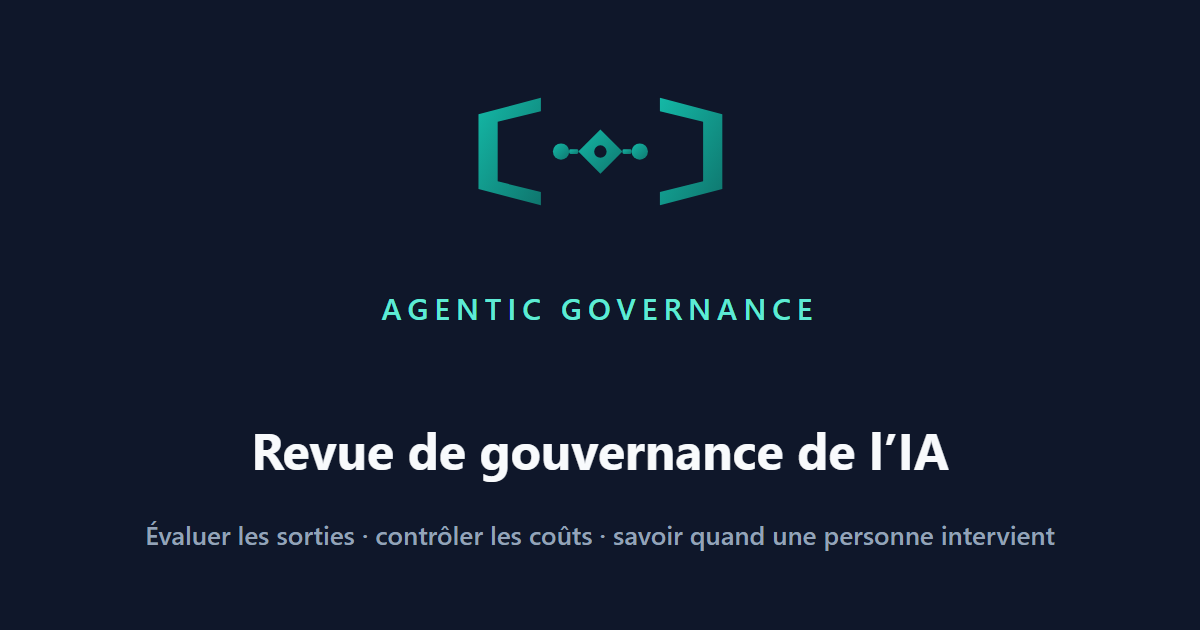 AGENTIC GOVERNANCE
Revue de gouvernance de l’IA
Évaluer les sorties · contrôler les coûts · savoir quand une personne intervient